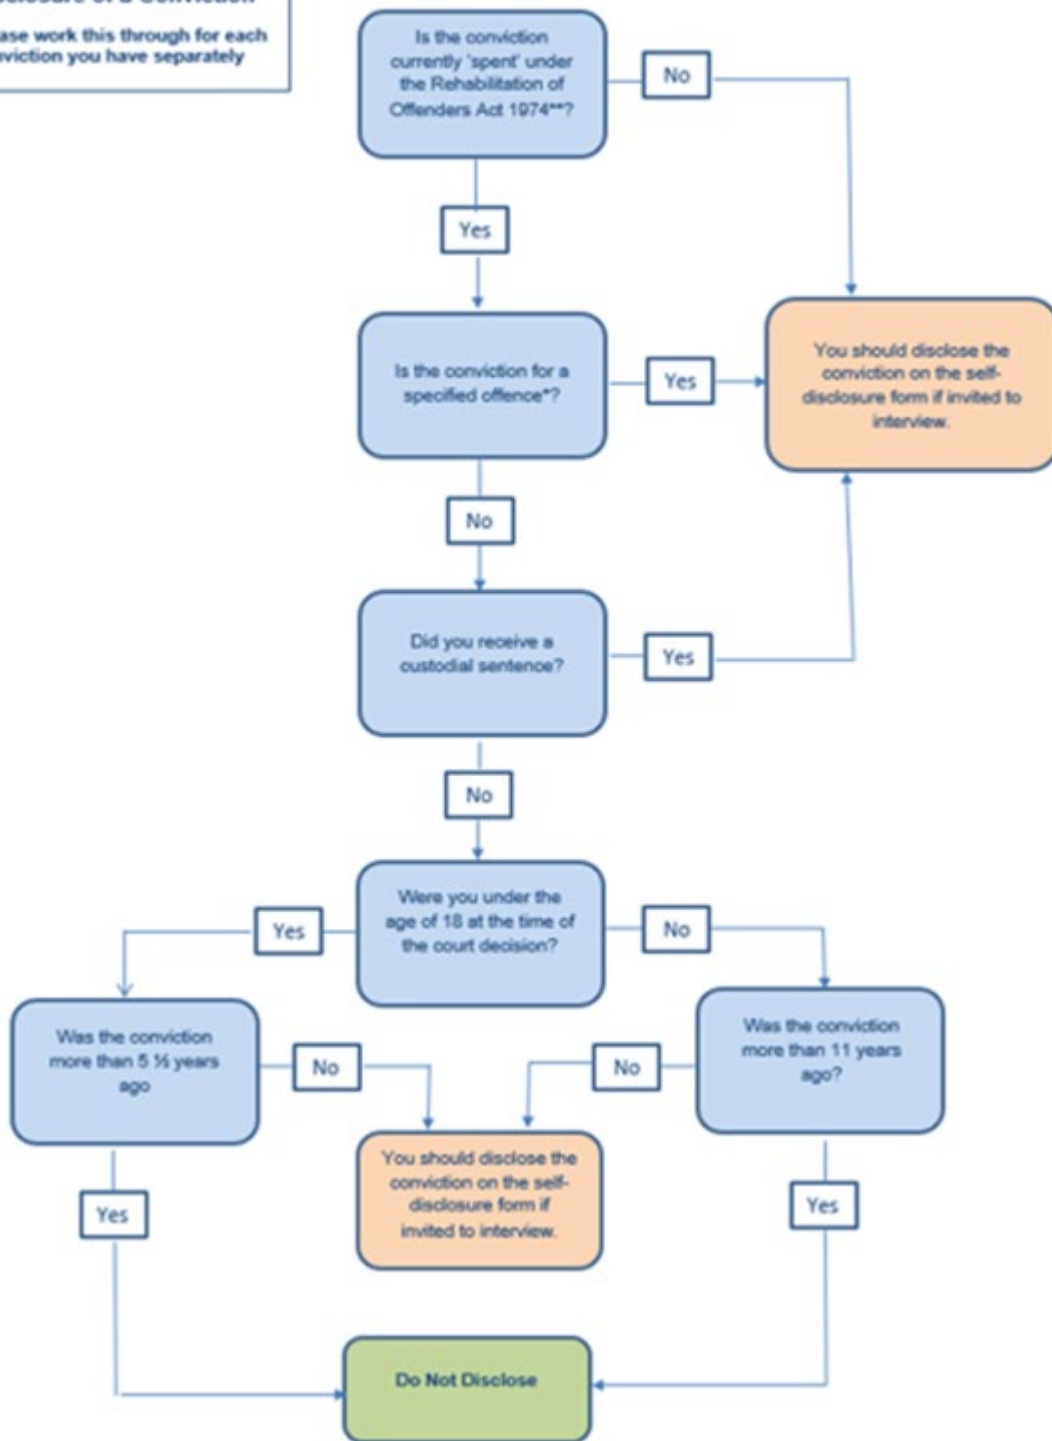 of a Conviction
work this through for each
you have separately
Is the conviction
currently 'spent' under
the Rehabilitation of
Offenders Act 1974**?
No
Yes
Is the conviction for a
specified offence*?
Yes
You should disclose the
conviction on the self-
disclosure form if invited to
interview.
No
Did you receive a
custodial sentence?
Yes
No
Were you under the
age of 18 at the time of
the court decision?
Yes
No
Was the conviction
more than 5 ½ years
ago
No
Was the conviction
more than 11 years
ago?
No
You should disclose the
conviction on the self-
disclosure form if
invited to interview.
Yes
Yes
Do Not Disclose